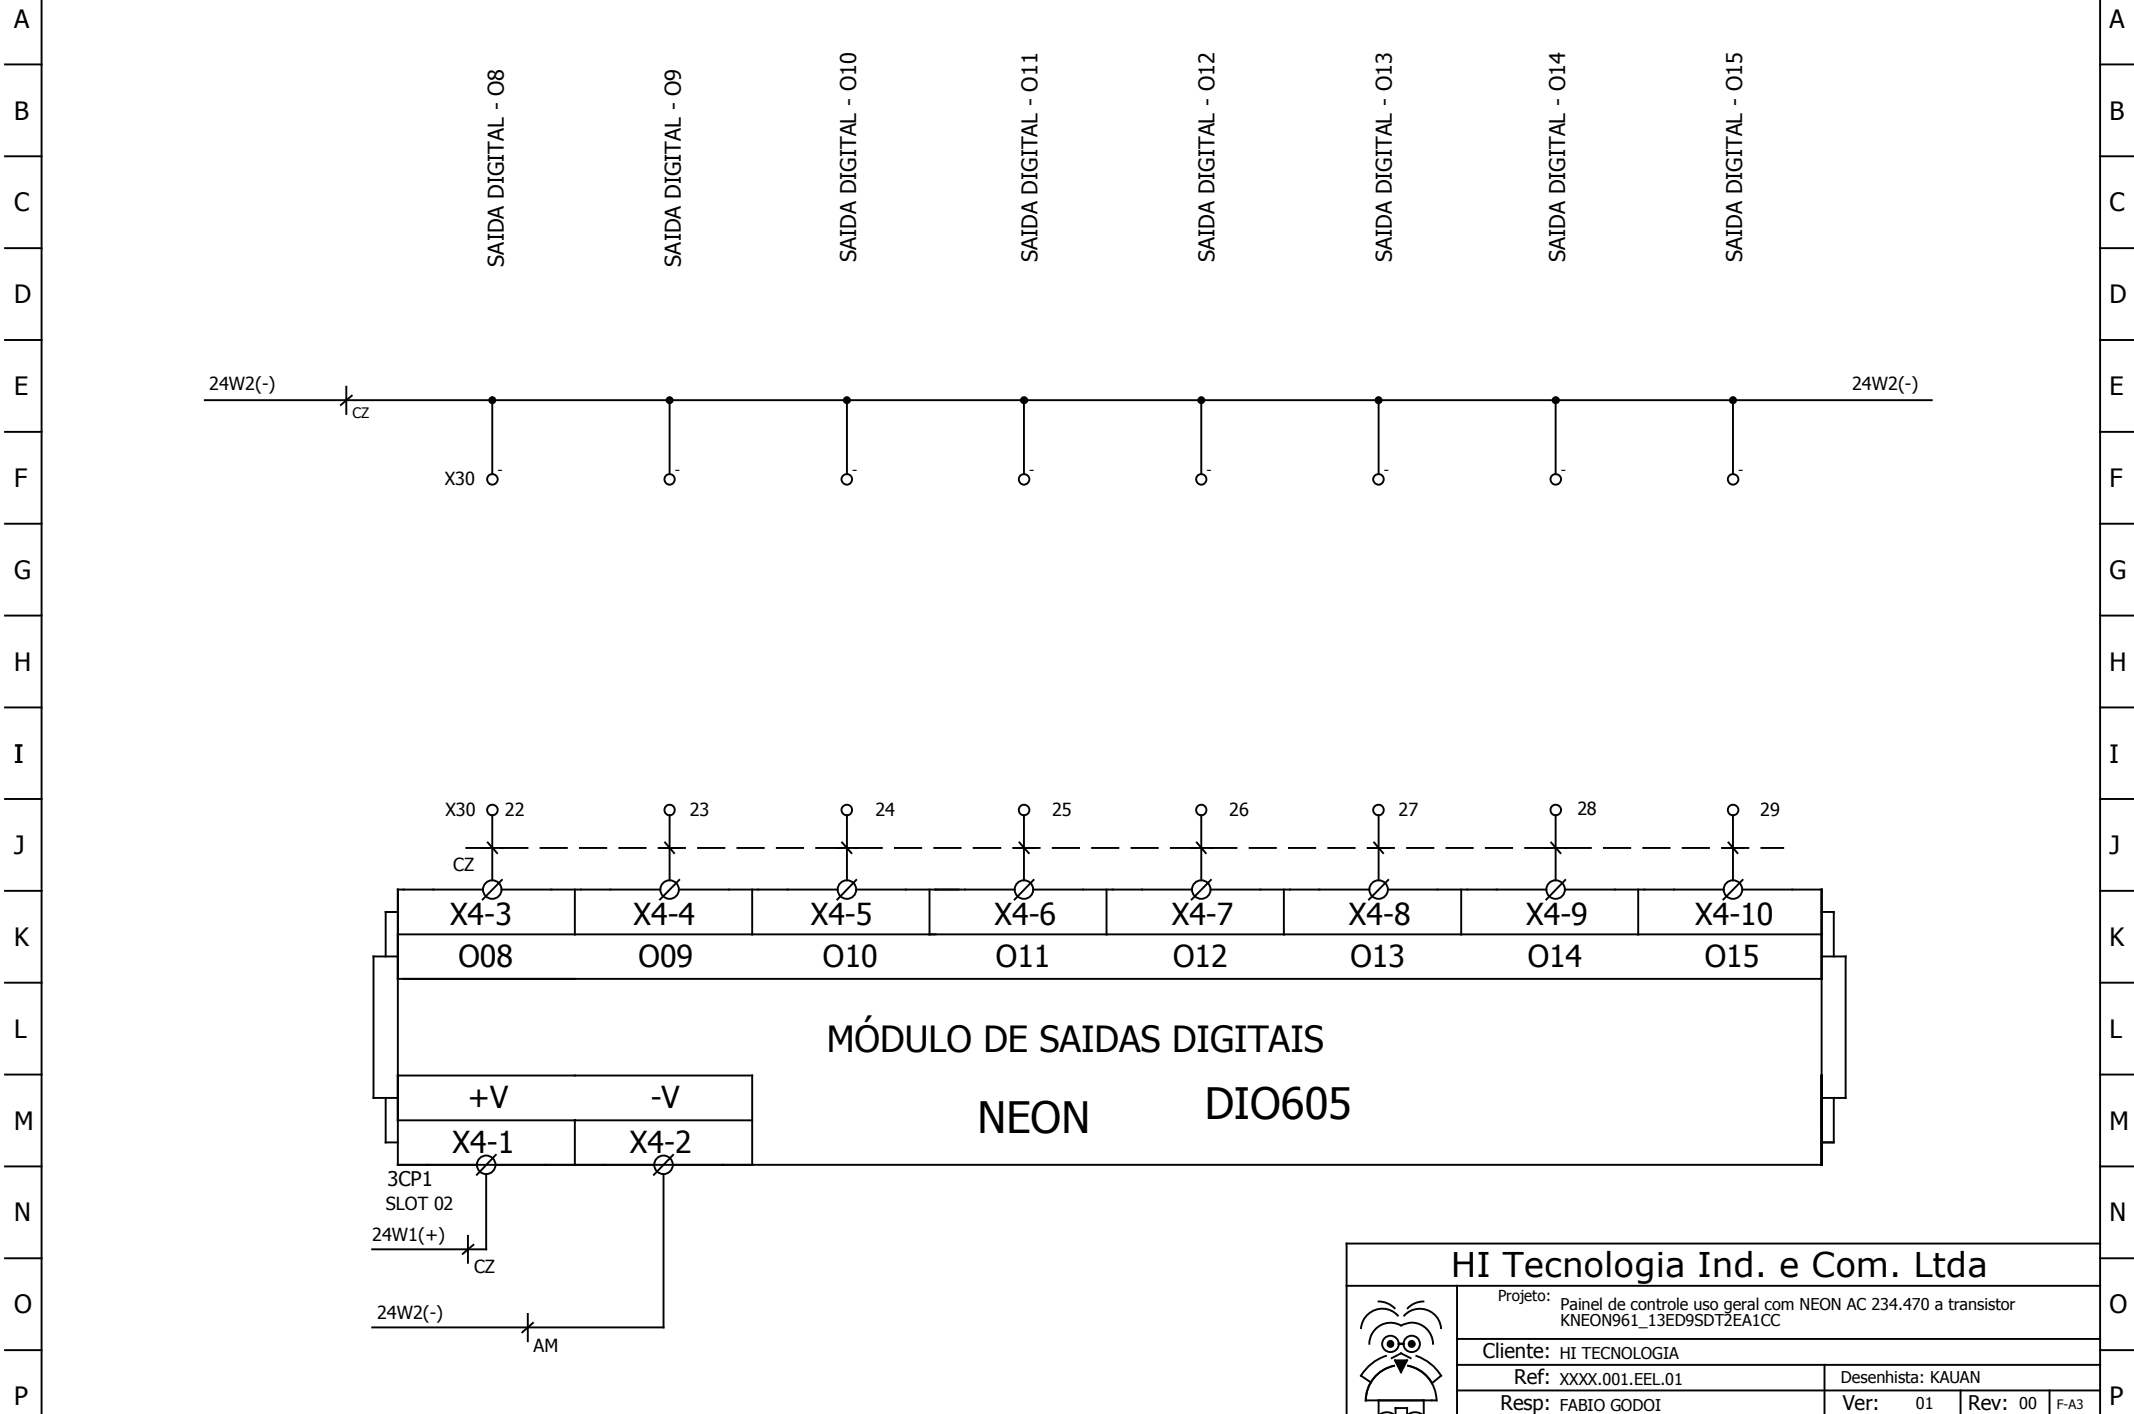 A A
SAIDA DIGITAL - O8
SAIDA DIGITAL - O9
SAIDA DIGITAL - O10
SAIDA DIGITAL - O11
SAIDA DIGITAL - O12
SAIDA DIGITAL - O13
SAIDA DIGITAL - O14
SAIDA DIGITAL - O15
B B
C C
D D
24W2(-) 24W2(-)
E E
CZ
- - - - - - - -
F X30 F
G G
H H
I I
X30 22 23 24 25 26 27 28 29
J J
CZ
X4-3 X4-4 X4-5 X4-6 X4-7 X4-8 X4-9 X4-10
K K
O08 O09 O10 O11 O12 O13 O14 O15
L MÓDULO DE SAIDAS DIGITAIS L
+V -V
NEON DIO605
M M
X4-1 X4-2
3CP1
SLOT 02
N N
24W1(+)
CZ
HI Tecnologia Ind. e Com. Ltda
O O
24W2(-)
AM
Projeto: Painel de controle uso geral com NEON AC 234.470 a transistor
KNEON961_13ED9SDT2EA1CC
Cliente: HI TECNOLOGIA
Ref: XXXX.001.EEL.01 Desenhista: KAUAN
P P
Resp: FABIO GODOI Ver: 01 Rev: 00 F-A3